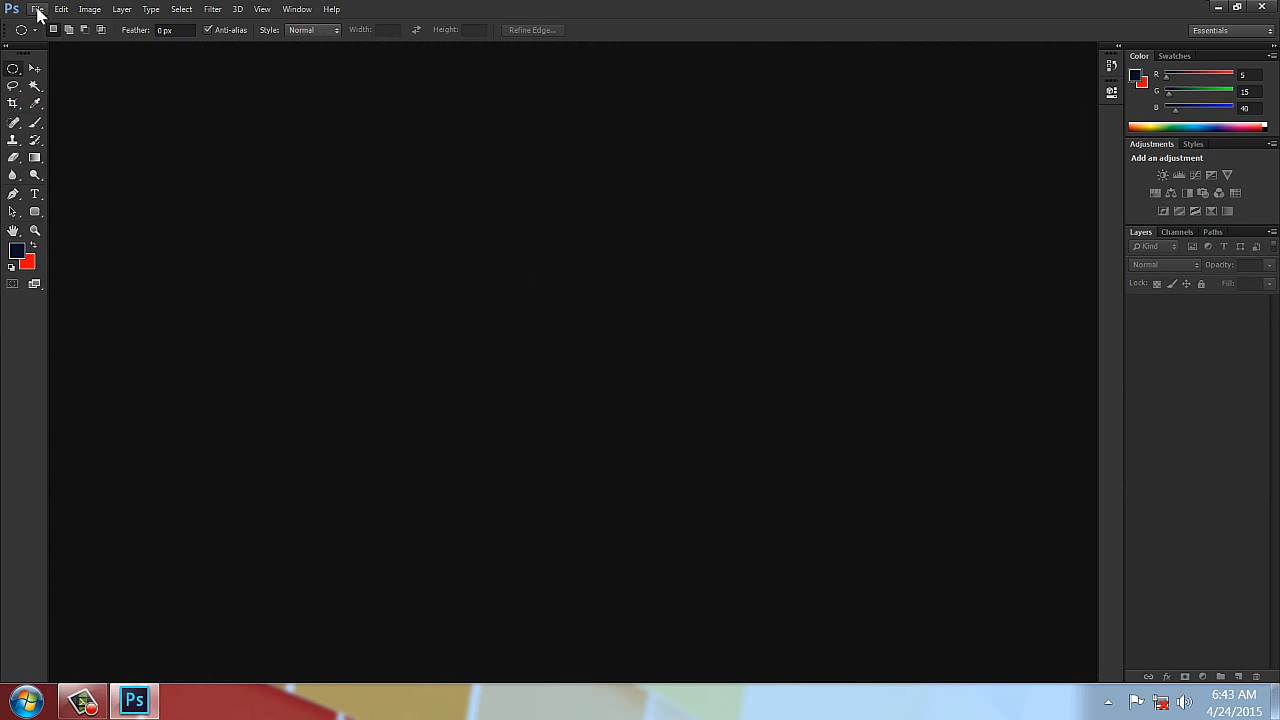 Ps File Edit Image Layer Type Select Filter 3D View Window Help
Feather: 0 px Anti-alias Style: Normal Width: Height: Refine Edge... Essentials
Color Swatches
R 5
G 15
B 40
Adjustments Styles
Add an adjustment
Layers Channels Paths
Kind
Normal Opacity:
Lock: Fill:
Ps
6:43 AM
4/24/2015